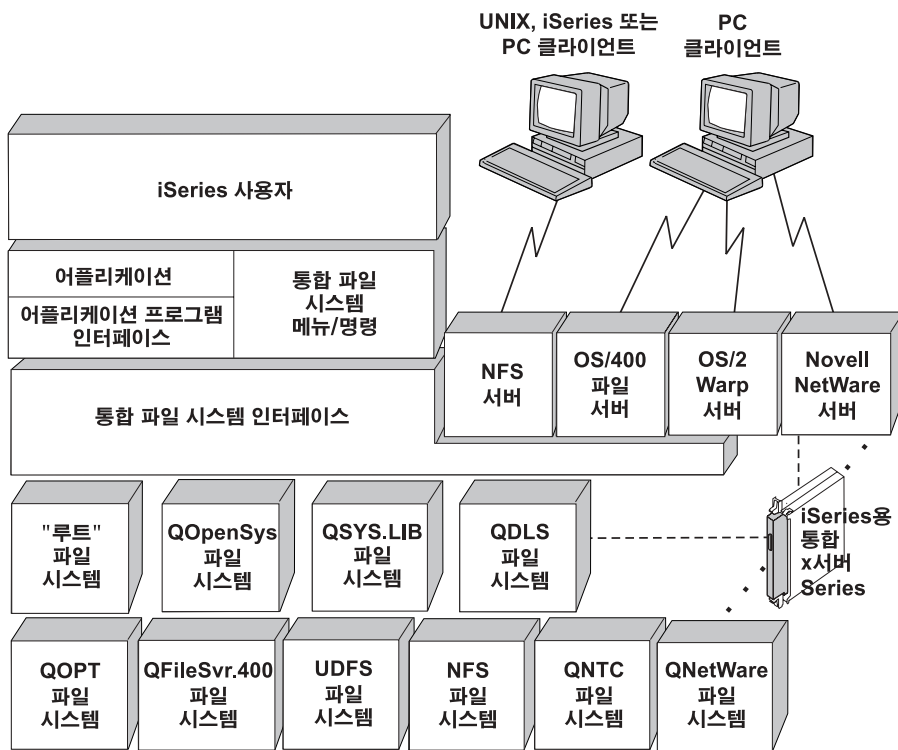 UNIX, iSeries 또는
PC 클라이언트
PC
클라이언트
iSeries 사용자
어플리케이션
어플리케이션 프로그램
인터페이스
통합 파일
시스템
메뉴/명령
NFS
서버
OS/400
파일
서버
OS/2
Warp
서버
Novell
NetWare
서버
통합 파일 시스템 인터페이스
"루트"
파일
시스템
QOpenSys
파일
시스템
QSYS.LIB
파일
시스템
QDLS
파일
시스템
iSeries용
통합
x서버
Series
QOPT
파일
시스템
QFileSvr.400
파일
시스템
UDFS
파일
시스템
NFS
파일
시스템
QNTC
파일
시스템
QNetWare
파일
시스템